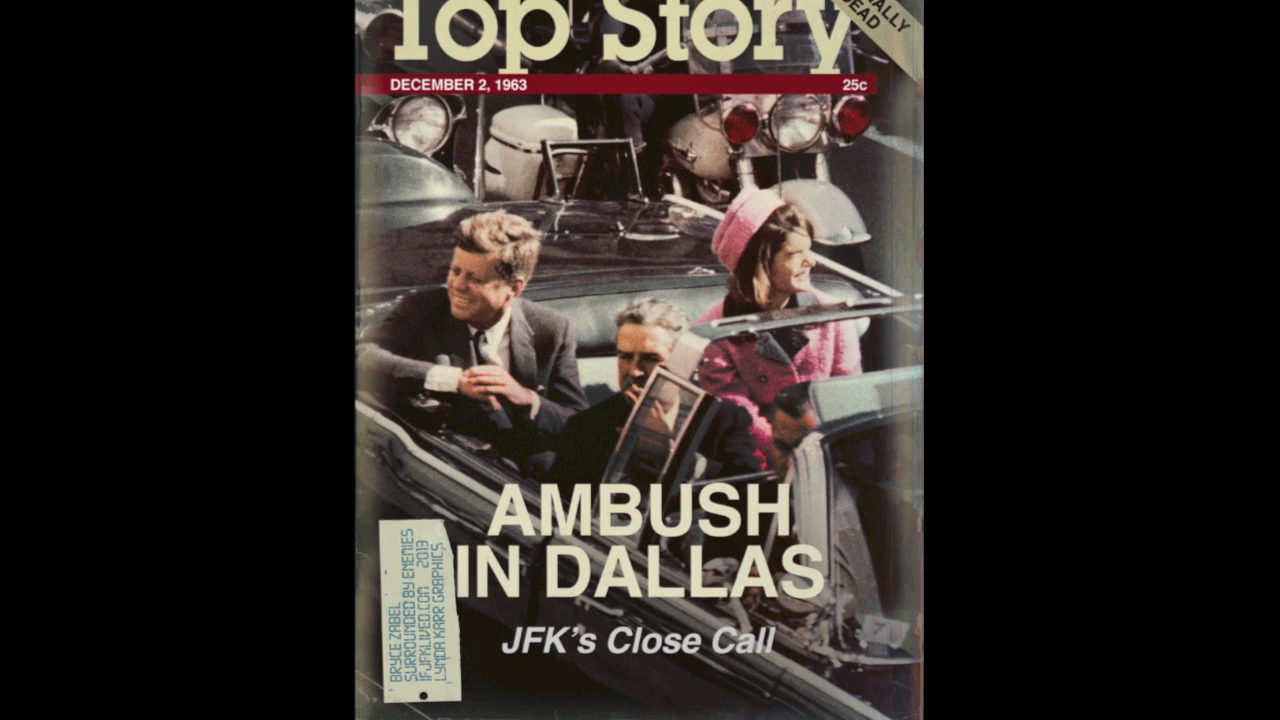 Top Story
DEAD
DECEMBER 2, 1963
25c
AMBUSH
IN DALLAS
JFK's Close Call
BRYCE ZABEL
SURROUNDED BY ENEMIES
IFJFKLIVED.COM 2013
LYNDA KARR GRAPHICS